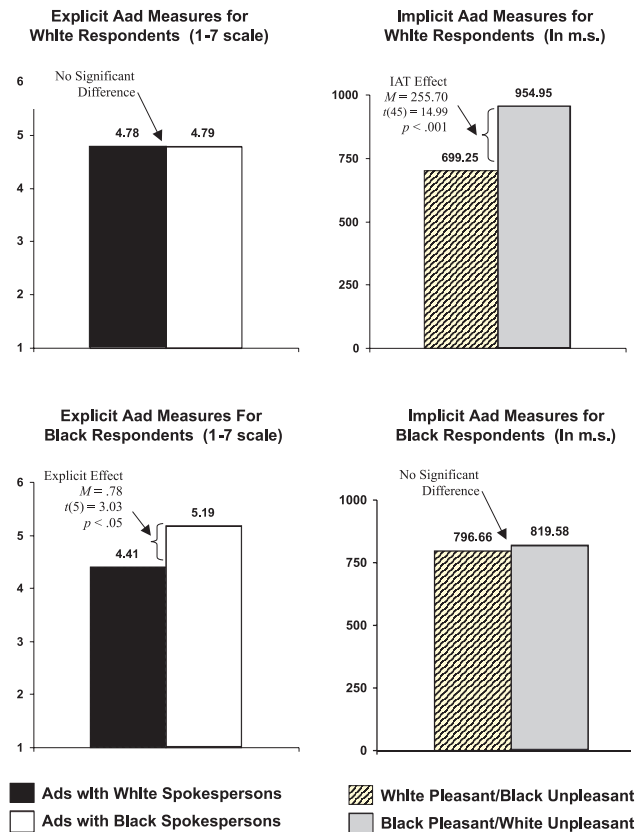 Explicit Aad Measures for
White Respondents (1-7 scale)
No Significant
Difference
6
5
4
3
2
1
4.78
4.79
Implicit Aad Measures for
White Respondents (In m.s.)
IAT Effect
M = 255.70
t(45) = 14.99
p < .001
954.95
699.25
1000
750
500
250
0
Explicit Aad Measures For
Black Respondents (1-7 scale)
Explicit Effect
M = .78
t(5) = 3.03
p < .05
6
5
4
3
2
1
4.41
5.19
Implicit Aad Measures for
Black Respondents (In m.s.)
No Significant
Difference
1000
750
500
250
0
796.66
819.58
Ads with White Spokespersons
Ads with Black Spokespersons
White Pleasant/Black Unpleasant
Black Pleasant/White Unpleasant